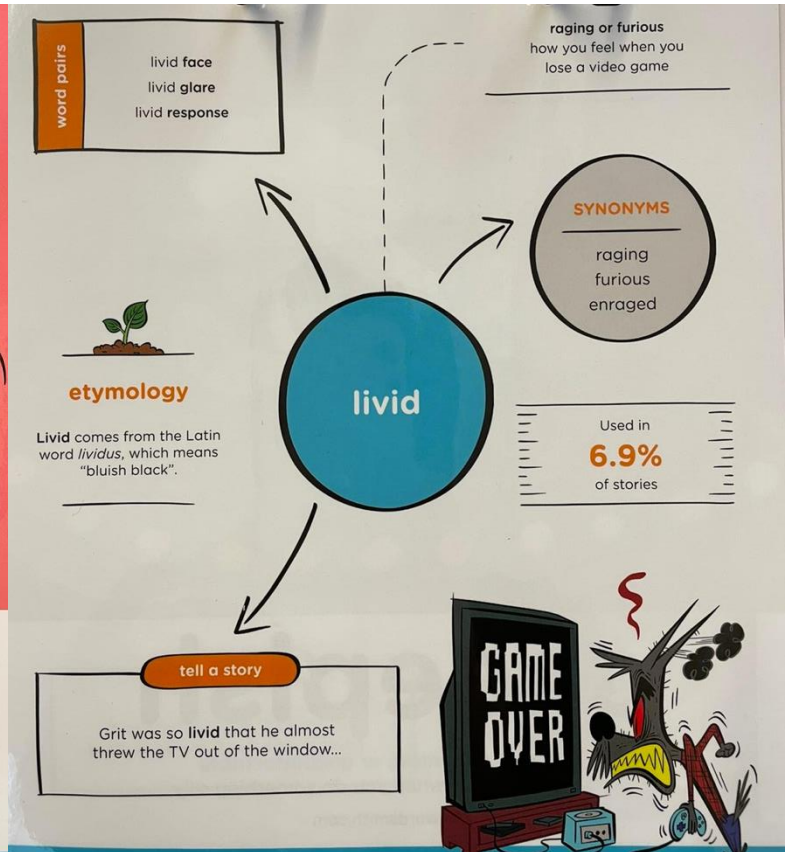 word pairs
livid face
livid glare
livid response
raging or furious
how you feel when you
lose a video game
SYNONYMS
raging
furious
enraged
etymology
Livid comes from the Latin
word lividus, which means
"bluish black".
livid
Used in
6.9%
of stories
tell a story
Grit was so livid that he almost
threw the TV out of the window...
GAME
OVER